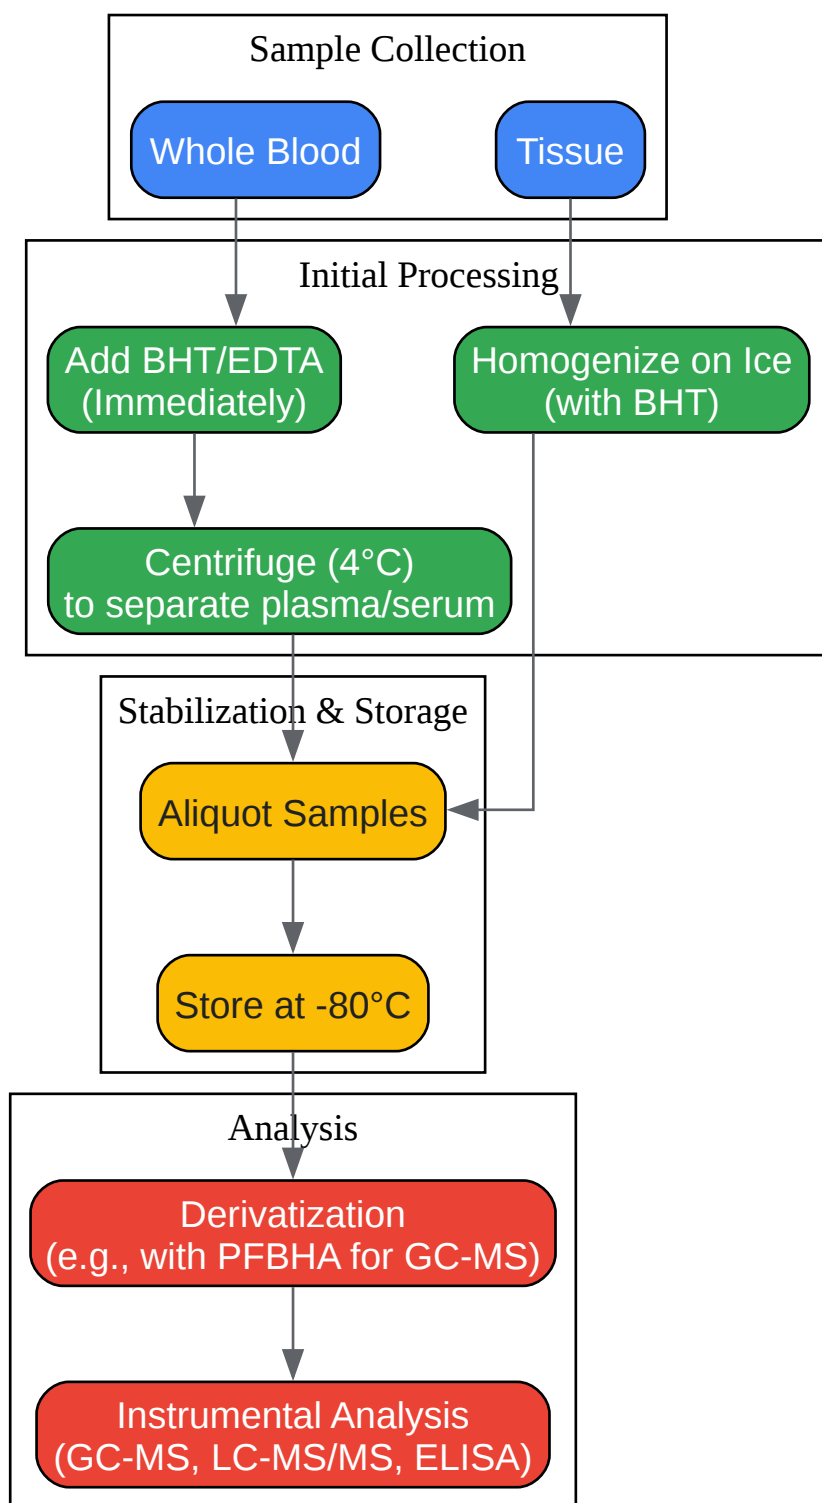 Sample Collection
Whole Blood
Tissue
Initial Processing
Add BHT/EDTA
(Immediately)
Homogenize on Ice
(with BHT)
Centrifuge (4°C)
to separate plasma/serum
Stabilization & Storage
Aliquot Samples
Store at -80°C
Analysis
Derivatization
(e.g., with PFBHA for GC-MS)
Instrumental Analysis
(GC-MS, LC-MS/MS, ELISA)